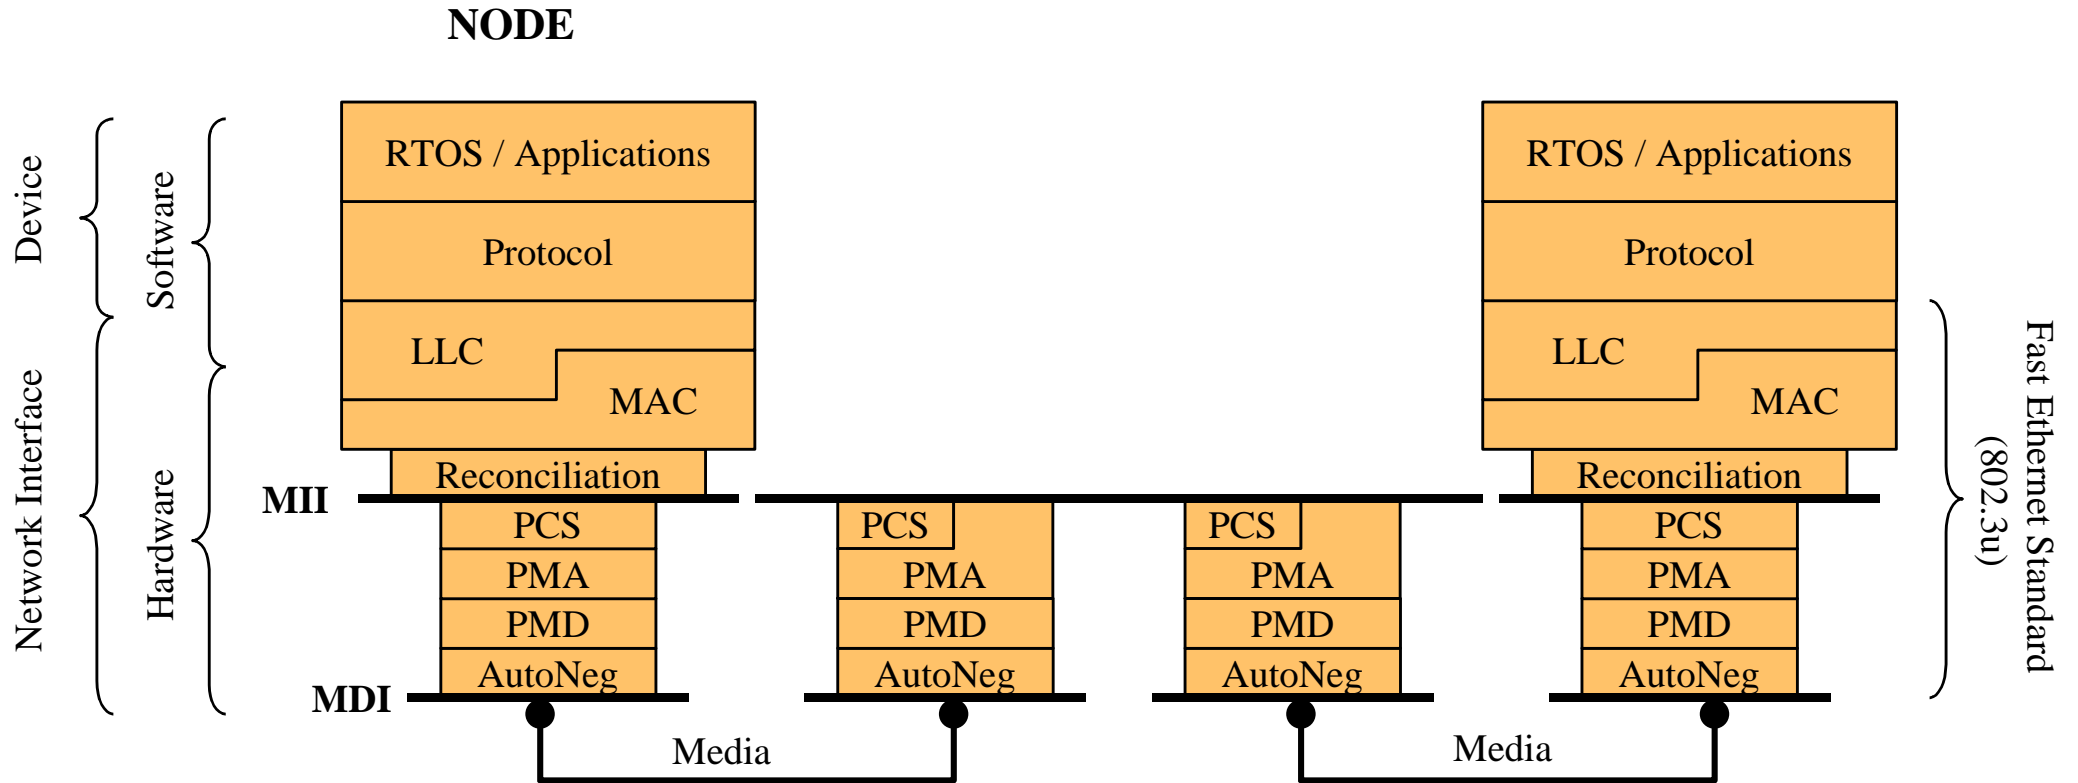 NODE
RTOS / Applications
RTOS / Applications
Device
Software
Protocol
Protocol
LLC
MAC
LLC
MAC
Network Interface
Hardware
Fast Ethernet Standard
(802.3u)
Reconciliation
Reconciliation
MII
PCS
PCS
PCS
PCS
PMA
PMA
PMA
PMA
PMD
PMD
PMD
PMD
AutoNeg
AutoNeg
AutoNeg
AutoNeg
MDI
Media
Media